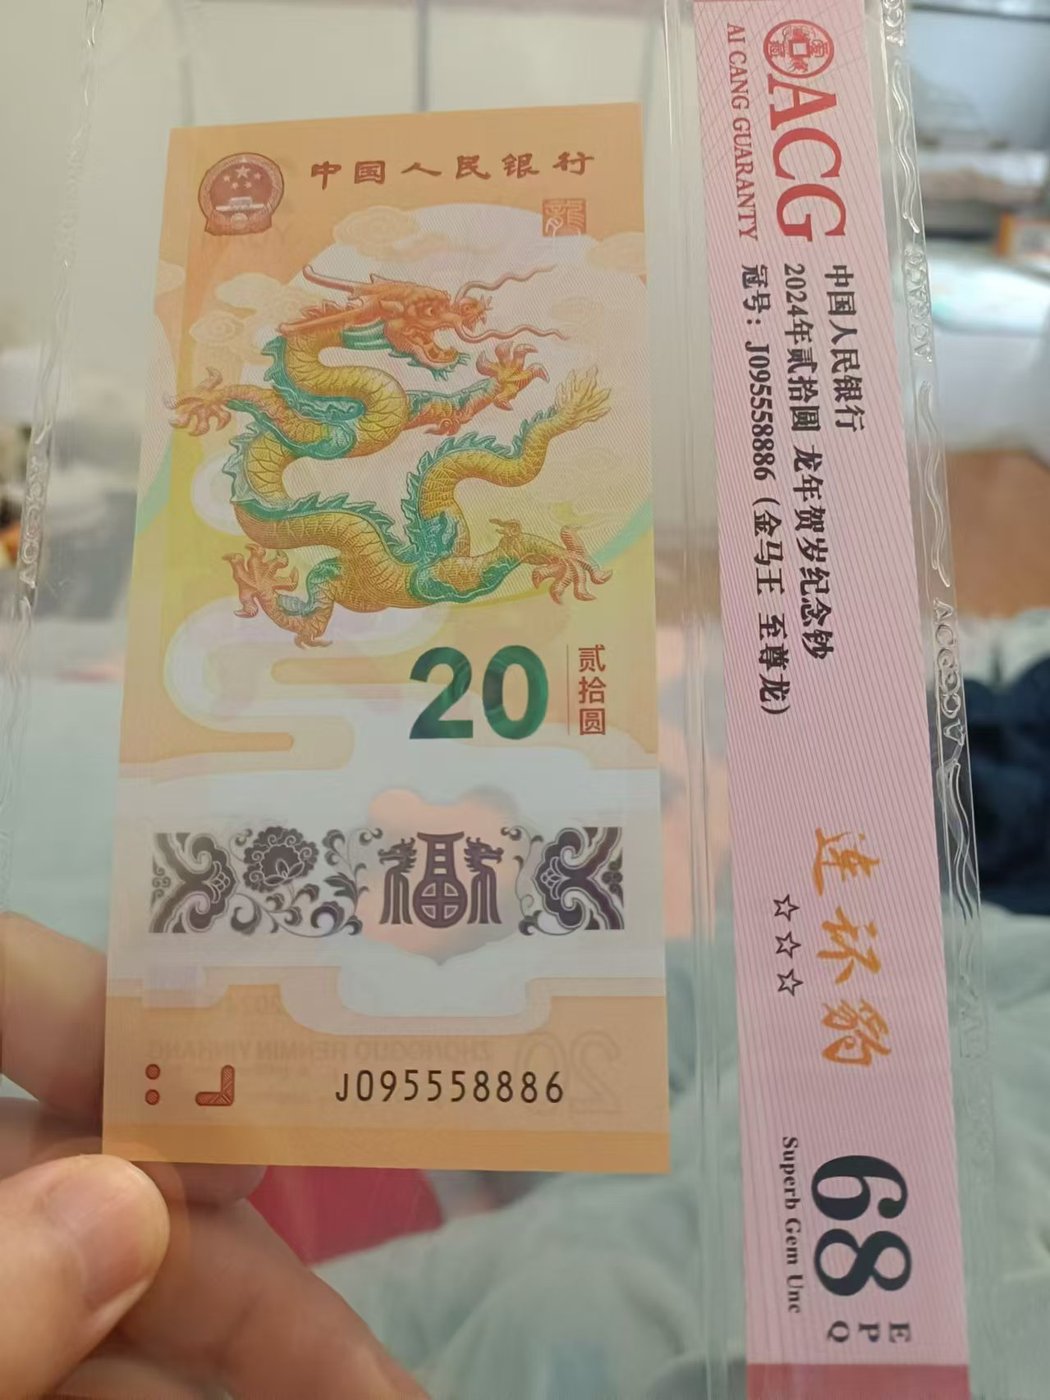 中国人民银行
龍
20
贰拾圆
福
J095558886
ACG
AI CANG GUARANTY
中国人民银行
2024年贰拾圆 龙年贺岁纪念钞
冠号：J095558886（金马王 至尊龙）
连环豹
☆☆☆
68 EPQ
Superb Gem Unc